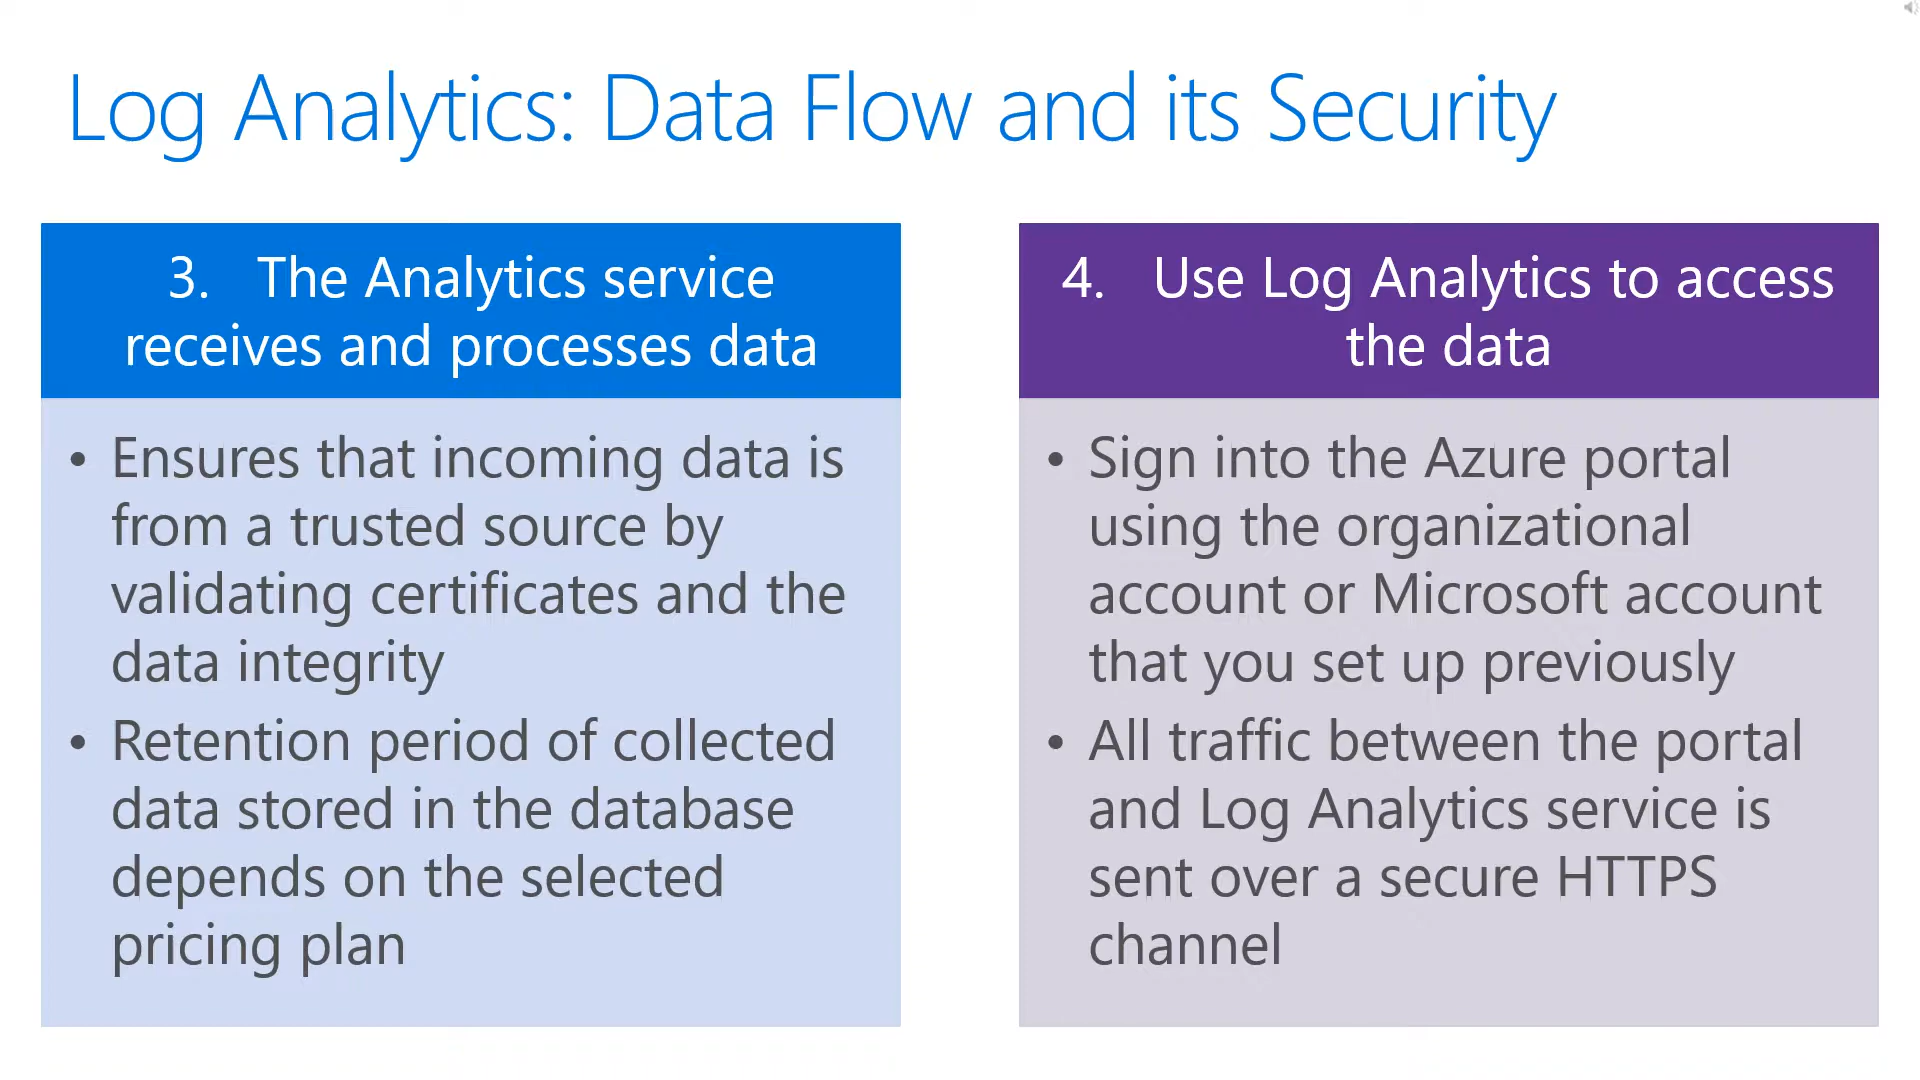 Log Analytics: Data Flow and its Security
3. The Analytics service
receives and processes data
• Ensures that incoming data is
from a trusted source by
validating certificates and the
data integrity
• Retention period of collected
data stored in the database
depends on the selected
pricing plan
4. Use Log Analytics to access
the data
• Sign into the Azure portal
using the organizational
account or Microsoft account
that you set up previously
• All traffic between the portal
and Log Analytics service is
sent over a secure HTTPS
channel